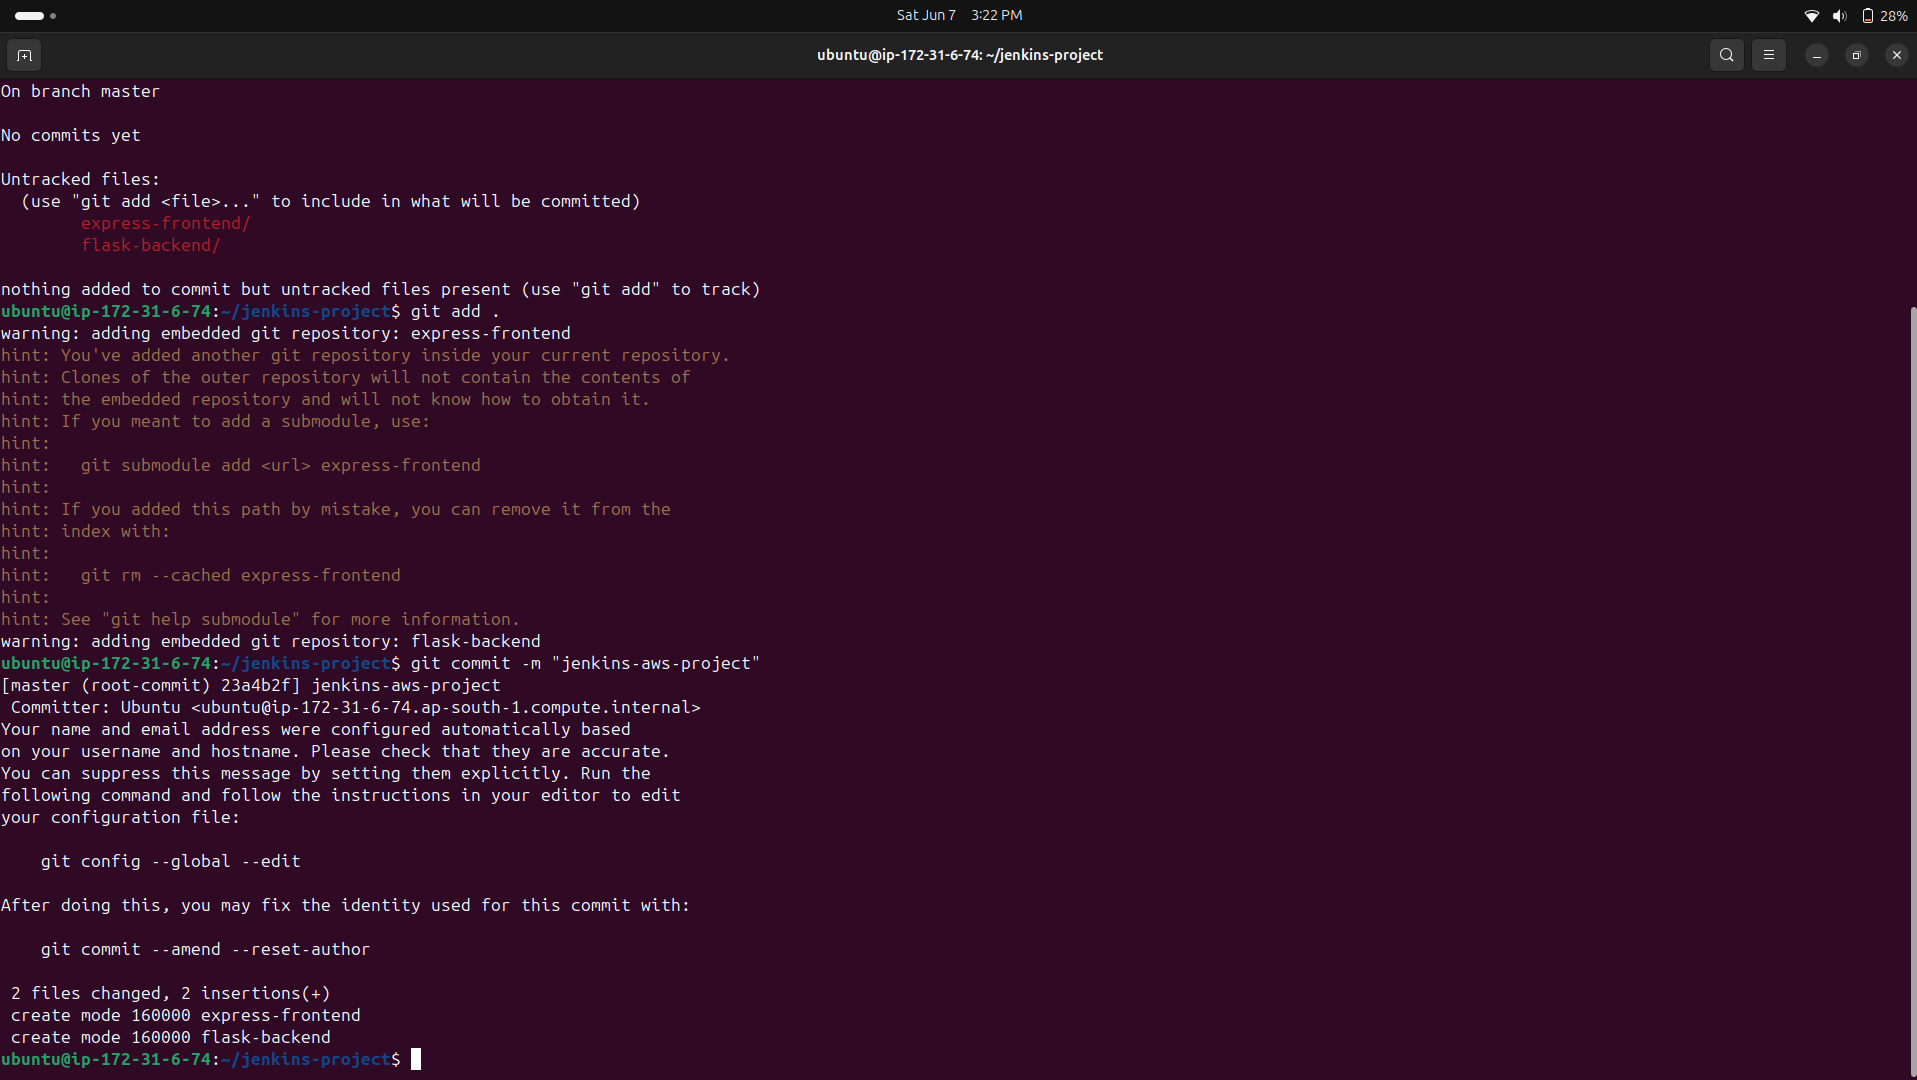 Sat Jun 7 3:22 PM
28%
ubuntu@ip-172-31-6-74: ~/jenkins-project
On branch master
No commits yet
Untracked files:
  (use "git add <file>..." to include in what will be committed)
        express-frontend/
        flask-backend/
nothing added to commit but untracked files present (use "git add" to track)
ubuntu@ip-172-31-6-74:~/jenkins-project$ git add .
warning: adding embedded git repository: express-frontend
hint: You've added another git repository inside your current repository.
hint: Clones of the outer repository will not contain the contents of
hint: the embedded repository and will not know how to obtain it.
hint: If you meant to add a submodule, use:
hint:
hint:   git submodule add <url> express-frontend
hint:
hint: If you added this path by mistake, you can remove it from the
hint: index with:
hint:
hint:   git rm --cached express-frontend
hint:
hint: See "git help submodule" for more information.
warning: adding embedded git repository: flask-backend
ubuntu@ip-172-31-6-74:~/jenkins-project$ git commit -m "jenkins-aws-project"
[master (root-commit) 23a4b2f] jenkins-aws-project
 Committer: Ubuntu <ubuntu@ip-172-31-6-74.ap-south-1.compute.internal>
Your name and email address were configured automatically based
on your username and hostname. Please check that they are accurate.
You can suppress this message by setting them explicitly. Run the
following command and follow the instructions in your editor to edit
your configuration file:
    git config --global --edit
After doing this, you may fix the identity used for this commit with:
    git commit --amend --reset-author
 2 files changed, 2 insertions(+)
 create mode 160000 express-frontend
 create mode 160000 flask-backend
ubuntu@ip-172-31-6-74:~/jenkins-project$